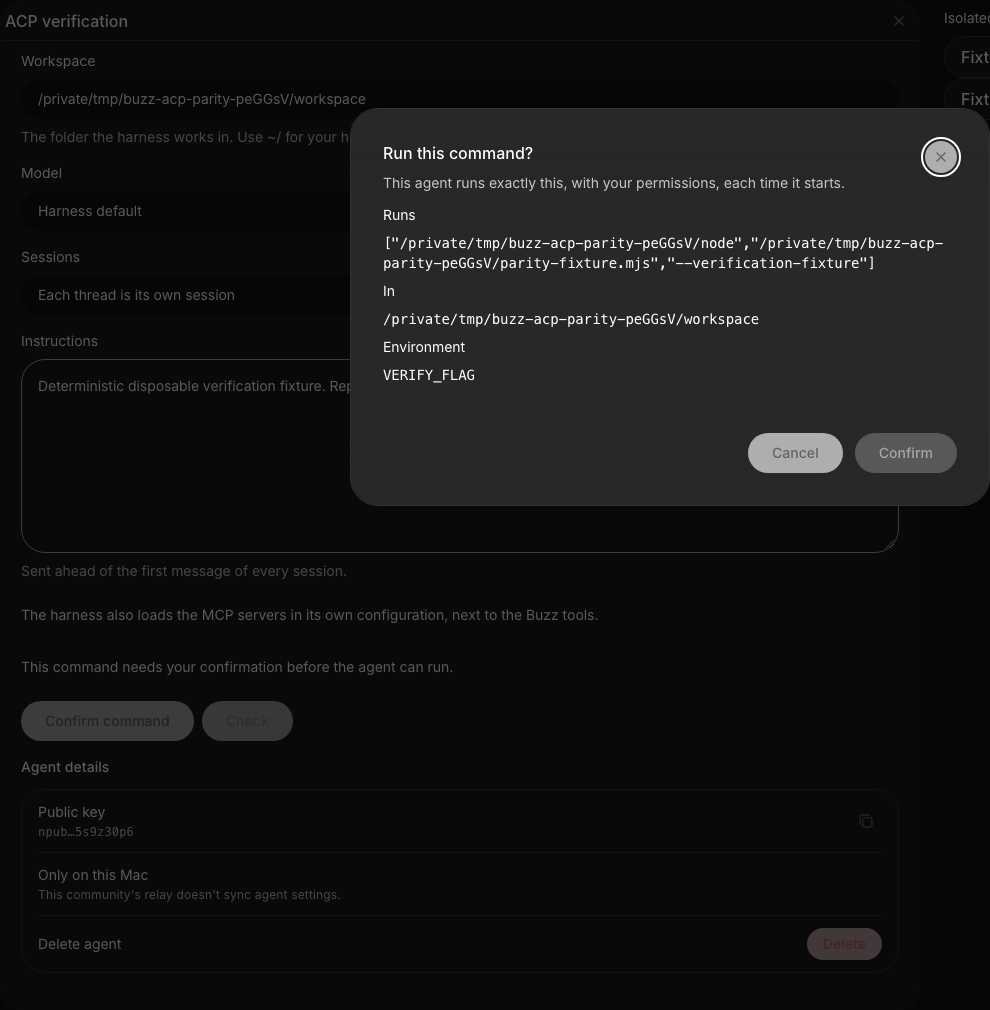 ACP verification
Isolated
Workspace
Fixt
/private/tmp/buzz-acp-parity-peGGsV/workspace
Fixt
The folder the harness works in. Use ~/ for your h
Model
Harness default
Sessions
Each thread is its own session
Instructions
Deterministic disposable verification fixture. Rep
Run this command?
This agent runs exactly this, with your permissions, each time it starts.
Runs
["/private/tmp/buzz-acp-parity-peGGsV/node","/private/tmp/buzz-acp-
parity-peGGsV/parity-fixture.mjs","--verification-fixture"]
In
/private/tmp/buzz-acp-parity-peGGsV/workspace
Environment
VERIFY_FLAG
Cancel
Confirm
Sent ahead of the first message of every session.
The harness also loads the MCP servers in its own configuration, next to the Buzz tools.
This command needs your confirmation before the agent can run.
Confirm command
Check
Agent details
Public key
npub…5s9z30p6
Only on this Mac
This community's relay doesn't sync agent settings.
Delete agent
Delete